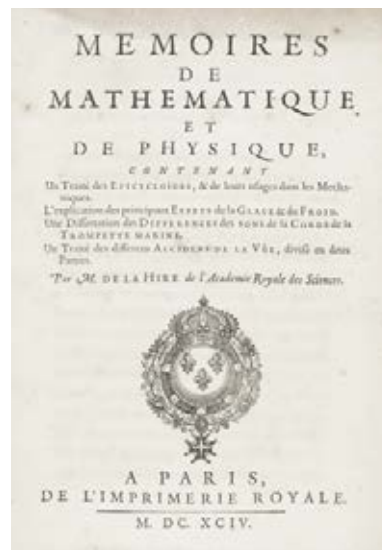 MEMOIRES
DE
MATHEMATIQUE
ET
DE PHYSIQUE,
CONTENANT
Un Traité des EPICYCLOIDES, & de leurs usages dans les Mecha-
niques.
L'explication des principaux EFFETS de la GLACE & du FROID.
Une Dissertation des DIFFERENCES des SONS de la CORDE de la
TROMPETTE MARINE.
Un Traité des differens ACCIDENS DE LA VÛE, divisé en deux
Parties.
Par M. DE LA HIRE de l'Academie Royale des Sciences.
A PARIS,
DE L'IMPRIMERIE ROYALE.
M. DC. XCIV.